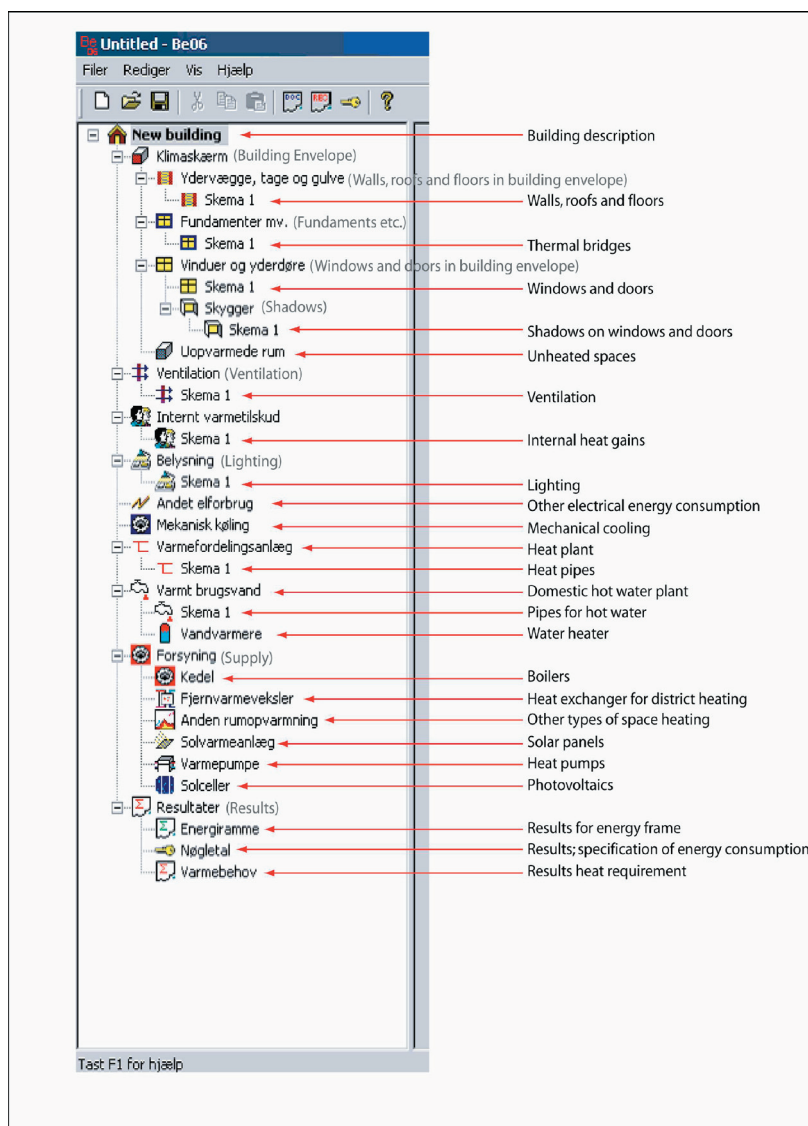 Be06 Untitled - Be06
Filer Rediger Vis Hjælp
DOC REC ?
New building Building description
Klimaskærm (Building Envelope)
Ydervægge, tage og gulve (Walls, roofs and floors in building envelope)
Skema 1 Walls, roofs and floors
Fundamenter mv. (Fundaments etc.)
Skema 1 Thermal bridges
Vinduer og yderdøre (Windows and doors in building envelope)
Skema 1 Windows and doors
Skygger (Shadows)
Skema 1 Shadows on windows and doors
Uopvarmede rum Unheated spaces
Ventilation (Ventilation)
Skema 1 Ventilation
Internt varmetilskud
Skema 1 Internal heat gains
Belysning (Lighting)
Skema 1 Lighting
Andet elforbrug Other electrical energy consumption
Mekanisk køling Mechanical cooling
Varmefordelingsanlæg Heat plant
Skema 1 Heat pipes
Varmt brugsvand Domestic hot water plant
Skema 1 Pipes for hot water
Vandvarmere Water heater
Forsyning (Supply)
Kedel Boilers
Fjernvarmeveksler Heat exchanger for district heating
Anden rumopvarmning Other types of space heating
Solvarmeanlæg Solar panels
Varmepumpe Heat pumps
Solceller Photovoltaics
Resultater (Results)
Energiramme Results for energy frame
Nøgletal Results; specification of energy consumption
Varmebehov Results heat requirement
Tast F1 for hjælp